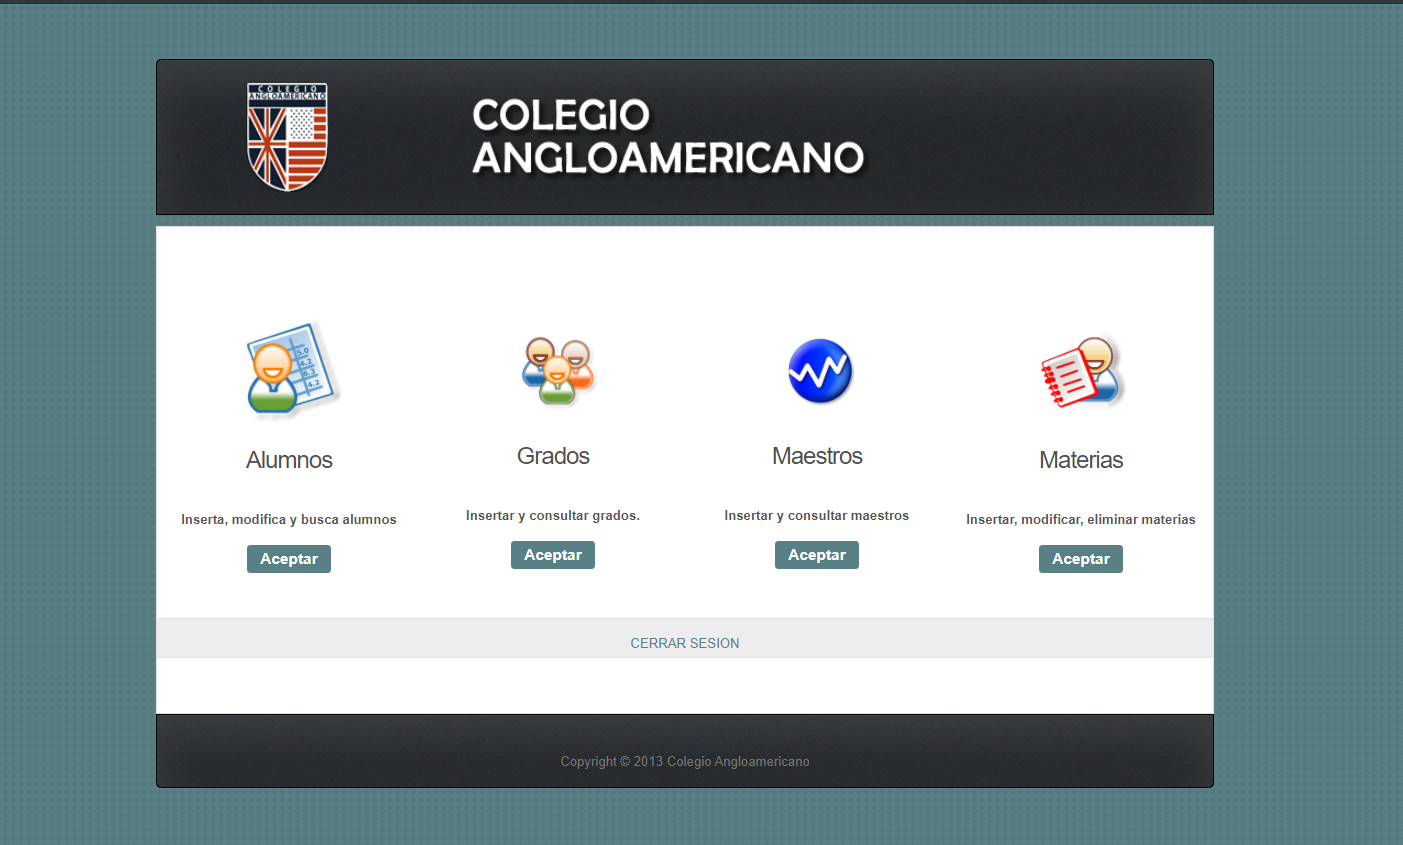 COLEGIO
ANGLOAMERICANO
COLEGIO
ANGLOAMERICANO
5.0
4.2
6.3
4.2
Alumnos
Grados
Maestros
Materias
Inserta, modifica y busca alumnos
Insertar y consultar grados.
Insertar y consultar maestros
Insertar, modificar, eliminar materias
Aceptar
Aceptar
Aceptar
Aceptar
CERRAR SESION
Copyright © 2013 Colegio Angloamericano